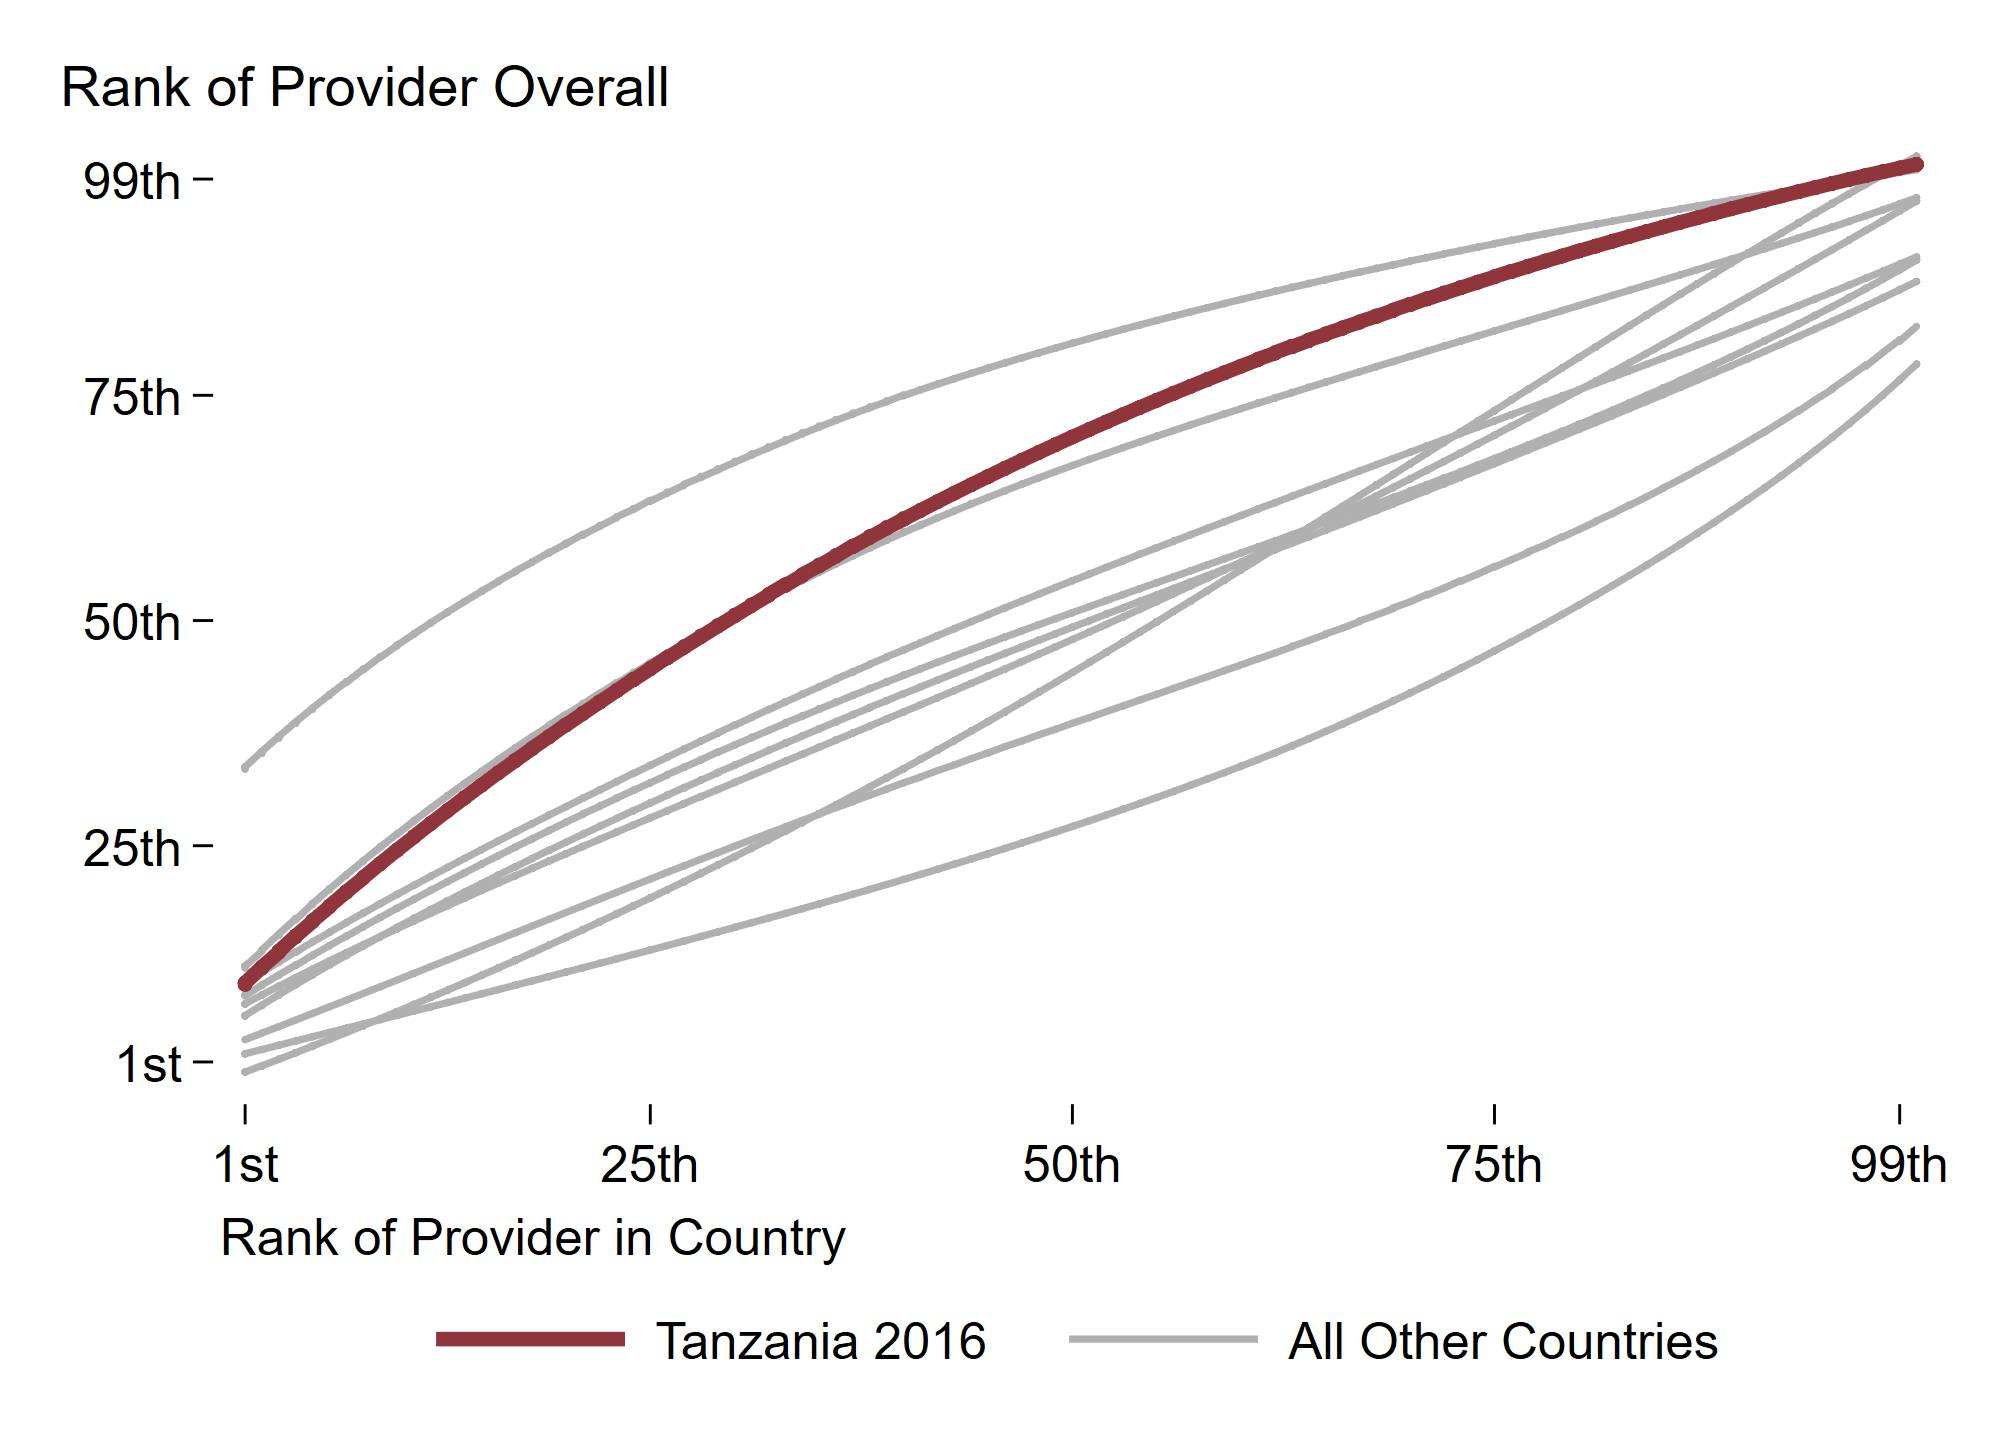 Rank of Provider Overall
99th
75th
50th
25th
1st
1st 25th 50th 75th 99th
Rank of Provider in Country
Tanzania 2016 All Other Countries